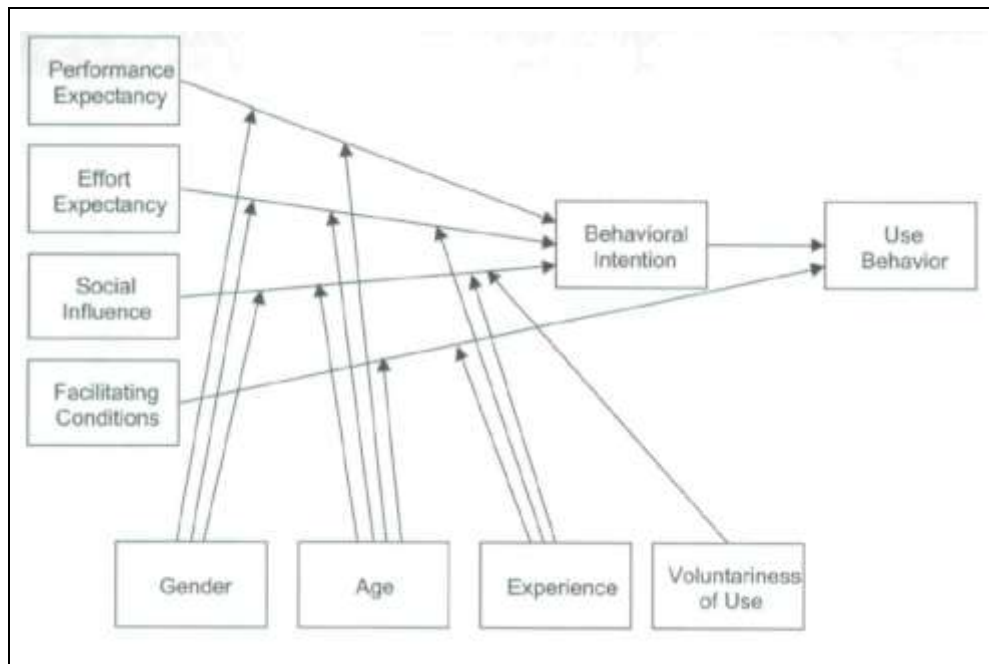 Performance
Expectancy
Effort
Expectancy
Social
Influence
Facilitating
Conditions
Behavioral
Intention
Use
Behavior
Gender
Age
Experience
Voluntariness
of Use